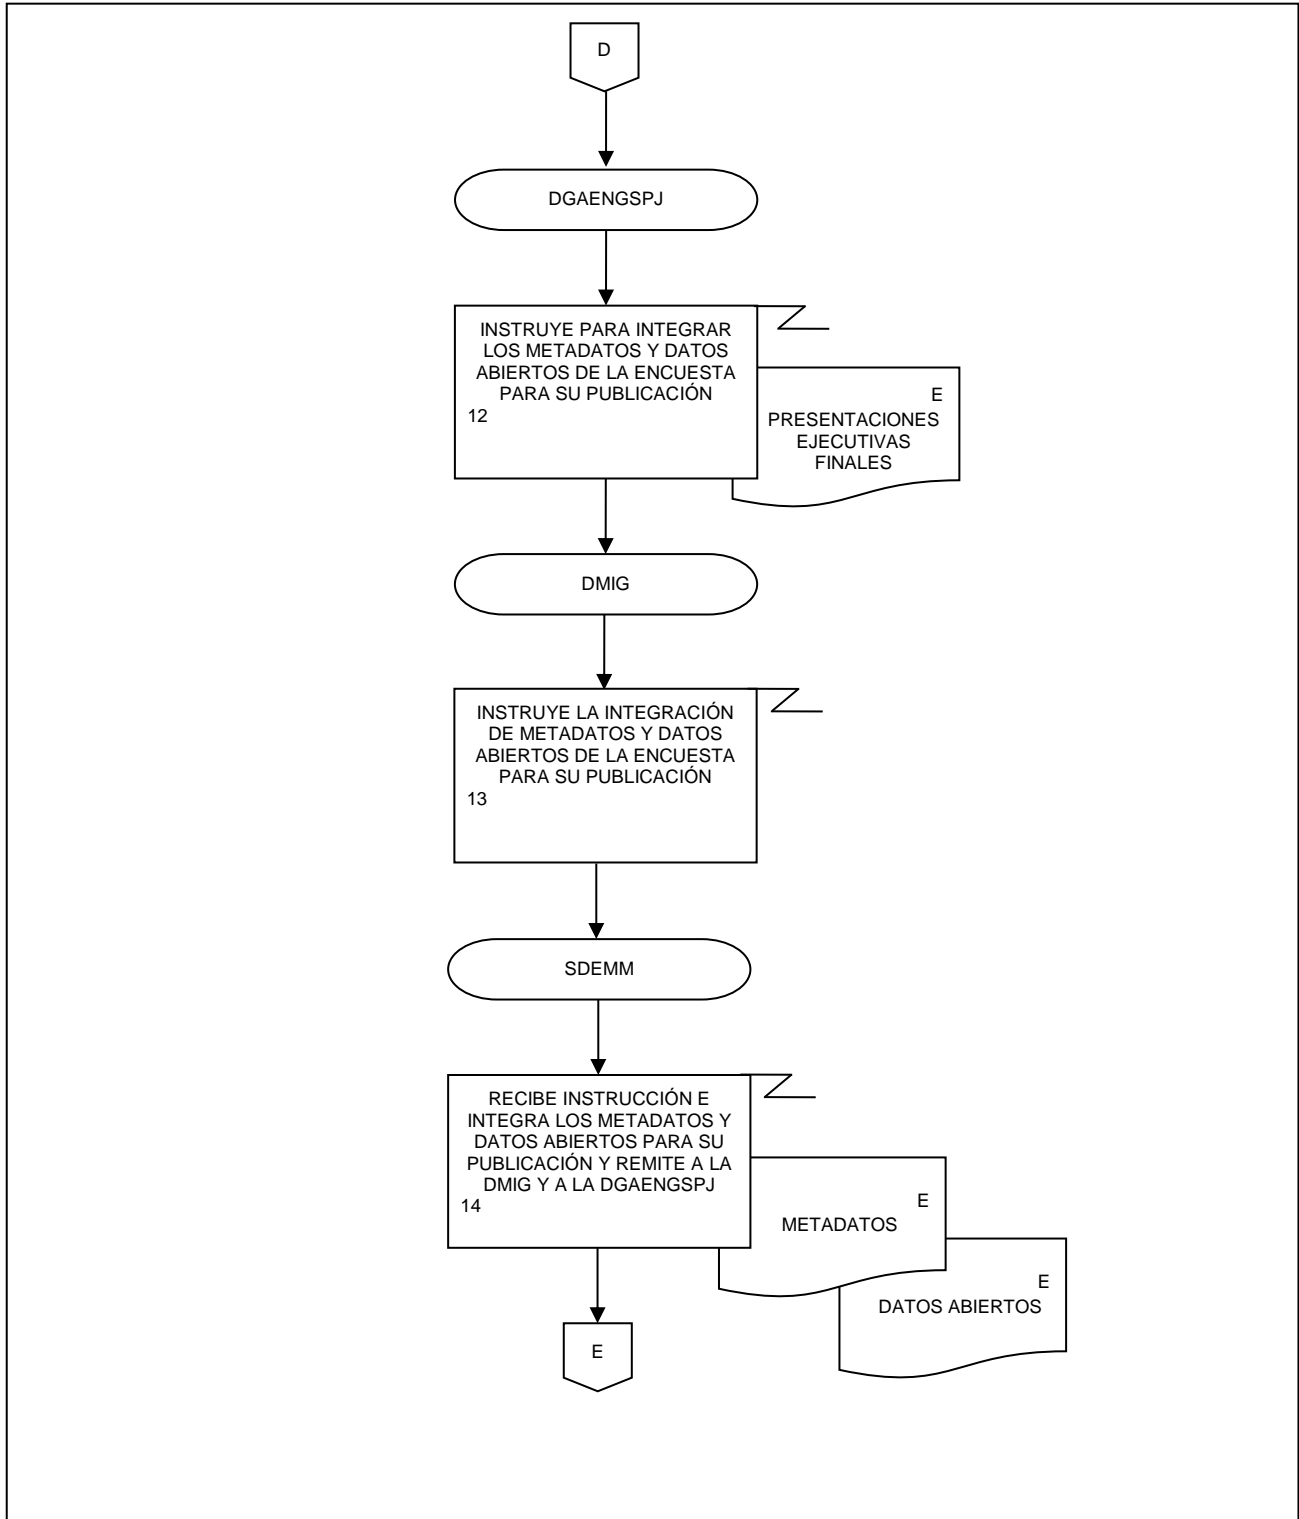 D
DGAENGSPJ
INSTRUYE PARA INTEGRAR
LOS METADATOS Y DATOS
ABIERTOS DE LA ENCUESTA
PARA SU PUBLICACIÓN
12
E
PRESENTACIONES
EJECUTIVAS
FINALES
DMIG
INSTRUYE LA INTEGRACIÓN
DE METADATOS Y DATOS
ABIERTOS DE LA ENCUESTA
PARA SU PUBLICACIÓN
13
SDEMM
RECIBE INSTRUCCIÓN E
INTEGRA LOS METADATOS Y
DATOS ABIERTOS PARA SU
PUBLICACIÓN Y REMITE A LA
DMIG Y A LA DGAENGSPJ
14
E
METADATOS
E
DATOS ABIERTOS
E